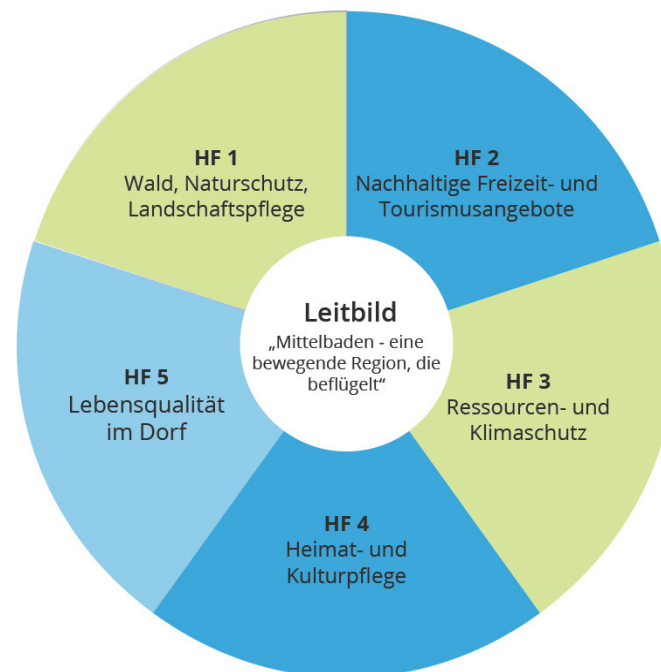 HF 1
Wald, Naturschutz,
Landschaftspflege
HF 2
Nachhaltige Freizeit- und
Tourismusangebote
Leitbild
„Mittelbaden - eine
bewegende Region, die
beflügelt“
HF 3
Ressourcen- und
Klimaschutz
HF 4
Heimat- und
Kulturpflege
HF 5
Lebensqualität
im Dorf